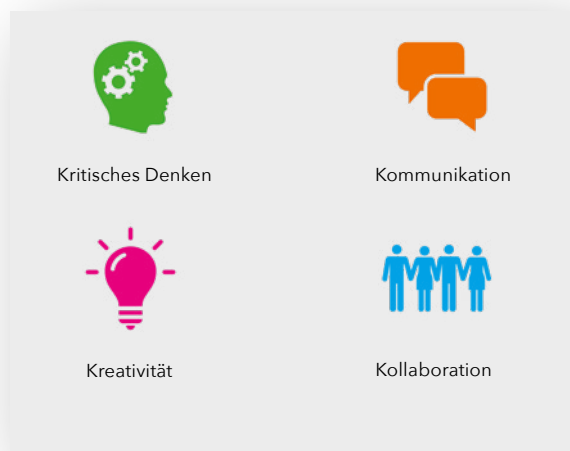 Kritisches Denken
Kommunikation
Kreativität
Kollaboration